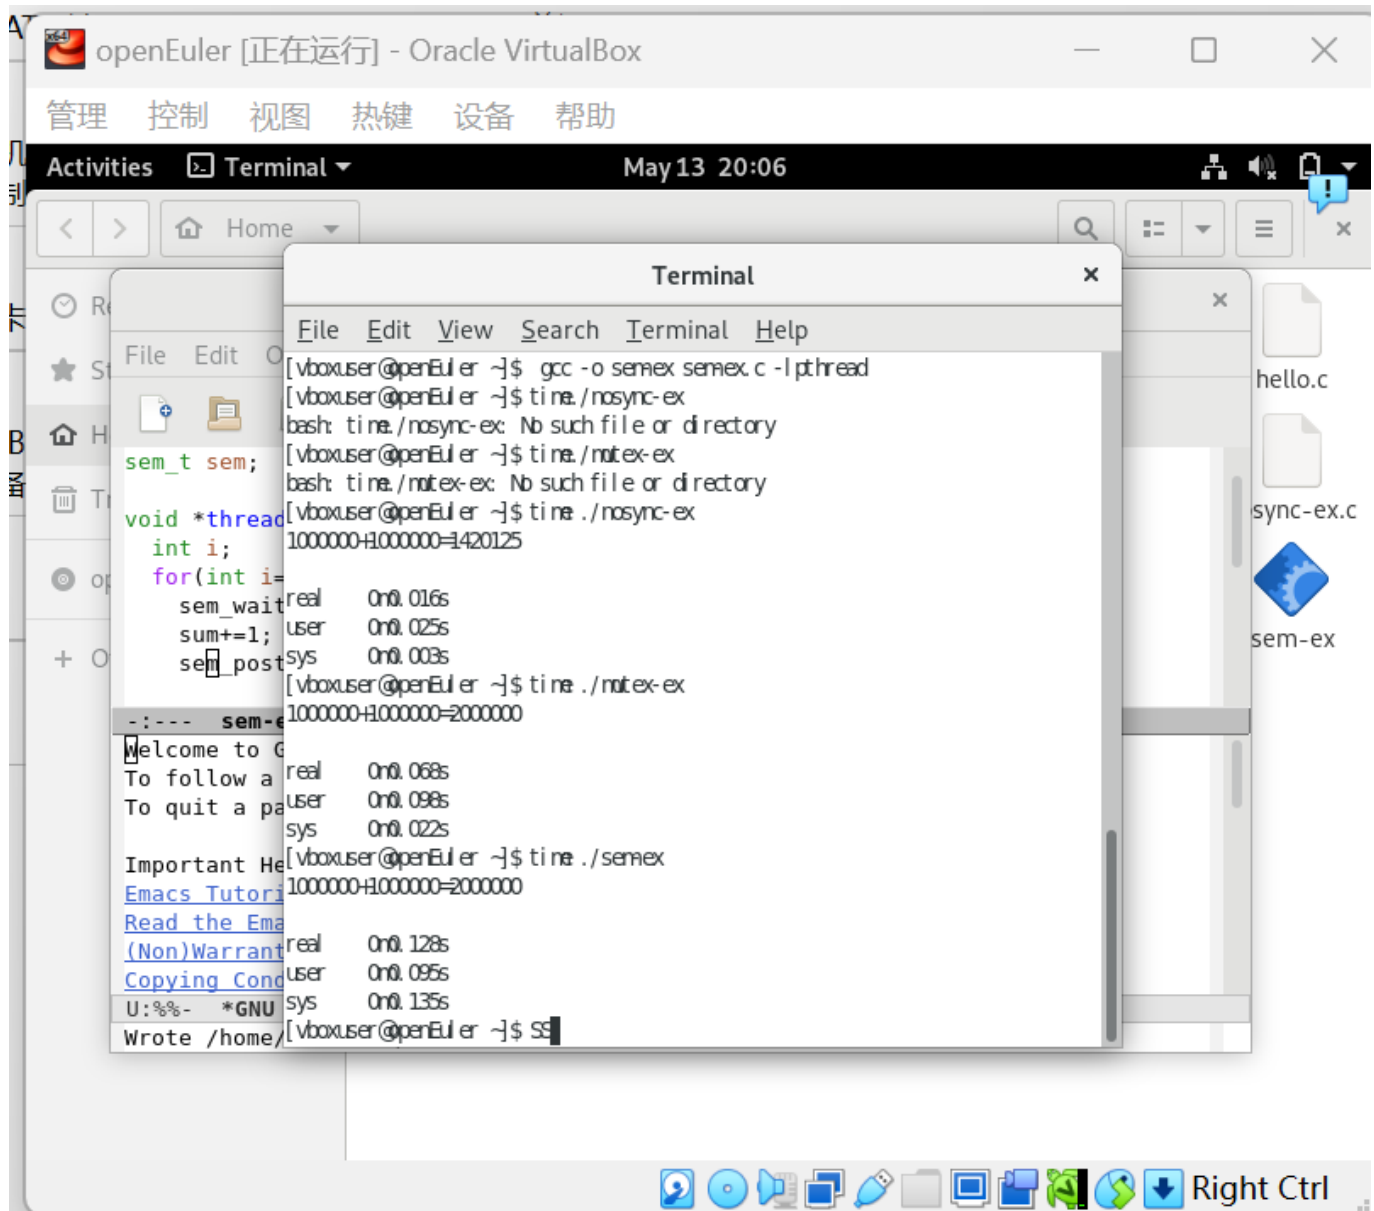 openEuler [正在运行] - Oracle VirtualBox
管理 控制 视图 热键 设备 帮助
Activities Terminal May 13 20:06
Home
Terminal
File Edit View Search Terminal Help
[vboxuser@openEuler ~]$ gcc -o sem-ex sem-ex.c -lpthread
[vboxuser@openEuler ~]$ time./nosync-ex
bash: time./nosync-ex: No such file or directory
[vboxuser@openEuler ~]$ time./mutex-ex
bash: time./mutex-ex: No such file or directory
[vboxuser@openEuler ~]$ time ./nosync-ex
1000000+1000000=1420125
real 0m0.016s
user 0m0.025s
sys 0m0.003s
[vboxuser@openEuler ~]$ time ./mutex-ex
1000000+1000000=2000000
real 0m0.068s
user 0m0.098s
sys 0m0.022s
[vboxuser@openEuler ~]$ time ./sem-ex
1000000+1000000=2000000
real 0m0.128s
user 0m0.095s
sys 0m0.135s
[vboxuser@openEuler ~]$ SS
File Edit O
sem_t sem;
void *thread
int i;
for(int i=
sem_wait
sum+=1;
sem_post
-:--- sem-e
Welcome to G
To follow a
To quit a pa
Important He
Emacs Tutori
Read the Ema
(Non)Warrant
Copying Cond
U:%%- *GNU
Wrote /home/
hello.c
sync-ex.c
sem-ex
Right Ctrl